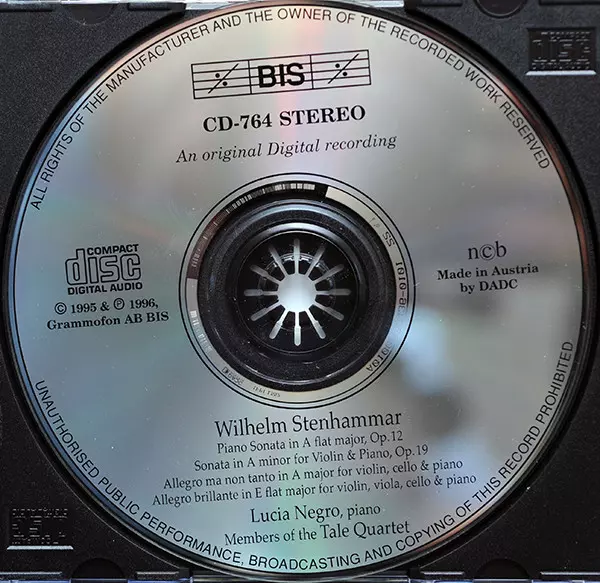 ALL RIGHTS OF THE MANUFACTURER AND THE OWNER OF THE RECORDED WORK RESERVED
BIS
CD-764 STEREO
An original Digital recording
COMPACT
disc
DIGITAL AUDIO
© 1995 & ℗ 1996,
Grammofon AB BIS
n©b
Made in Austria
by DADC
Wilhelm Stenhammar
Piano Sonata in A flat major, Op.12
Sonata in A minor for Violin & Piano, Op.19
Allegro ma non tanto in A major for violin, cello & piano
Allegro brillante in E flat major for violin, viola, cello & piano
Lucia Negro, piano
Members of the Tale Quartet
UNAUTHORISED PUBLIC PERFORMANCE, BROADCASTING AND COPYING OF THIS RECORD PROHIBITED